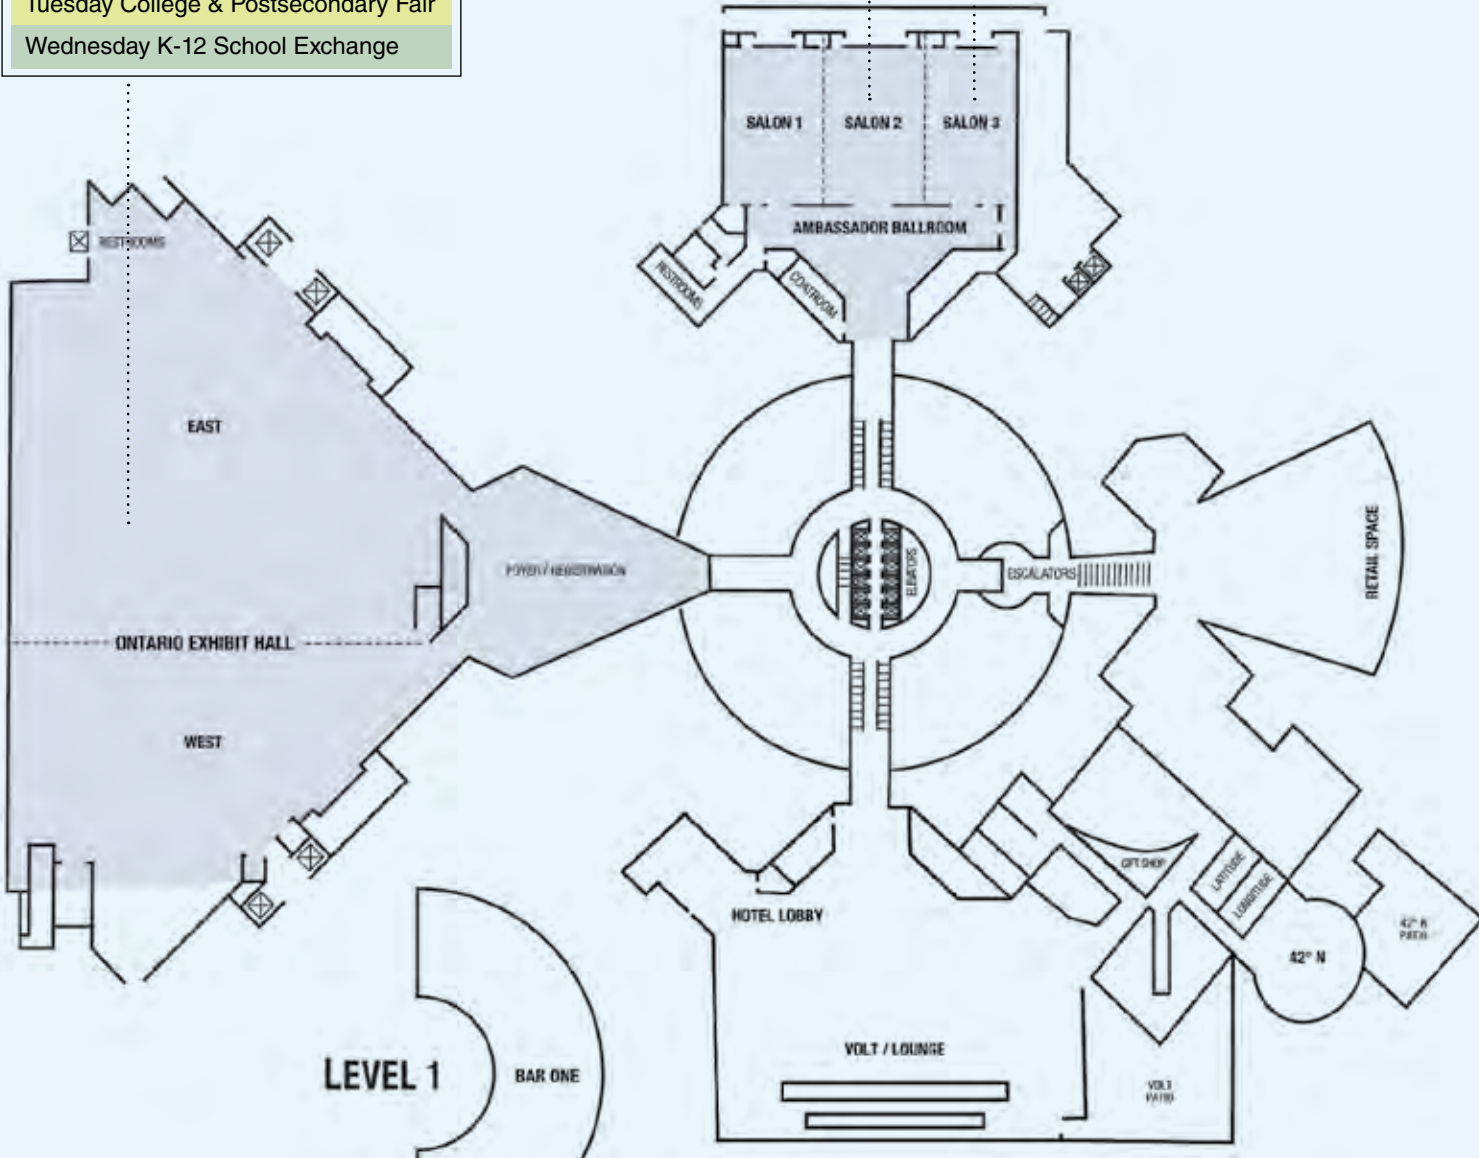 Tuesday College & Postsecondary Fair
Wednesday K-12 School Exchange
SALON 1
SALON 2
SALON 3
AMBASSADOR BALLROOM
RESTROOMS
RESTROOMS
COATROOM
EAST
FOYER / REGISTRATION
ELEVATORS
ESCALATORS
RETAIL SPACE
ONTARIO EXHIBIT HALL
WEST
GIFT SHOP
LATITUDE
LONGITUDE
HOTEL LOBBY
42° N
PATIO
42° N
VOLT / LOUNGE
LEVEL 1
BAR ONE
VOLT
PATIO